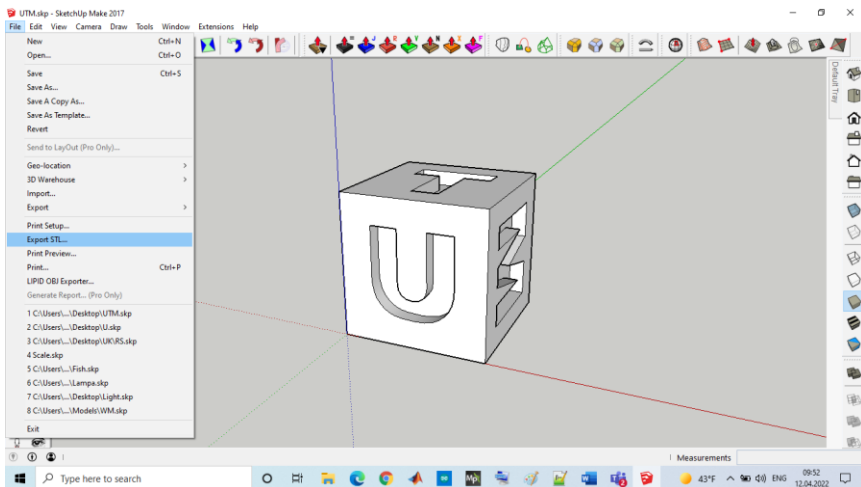 UTM.skp - SketchUp Make 2017
File Edit View Camera Draw Tools Window Extensions Help
New Ctrl+N
Open... Ctrl+O
Save Ctrl+S
Save As...
Save A Copy As...
Save As Template...
Revert
Send to LayOut (Pro Only)...
Geo-location
3D Warehouse
Import...
Export
Print Setup...
Export STL...
Print Preview...
Print... Ctrl+P
LIPID OBJ Exporter...
Generate Report... (Pro Only)
1 C:\Users\...\Desktop\UTM.skp
2 C:\Users\...\Desktop\U.skp
3 C:\Users\...\Desktop\UK\RS.skp
4 Scale.skp
5 C:\Users\...\Fish.skp
6 C:\Users\...\Lampa.skp
7 C:\Users\...\Desktop\Light.skp
8 C:\Users\...\Models\WM.skp
Exit
Default Tray
T
U
M
Measurements
Type here to search
Mpl
43°F
ENG
09:52
12.04.2022